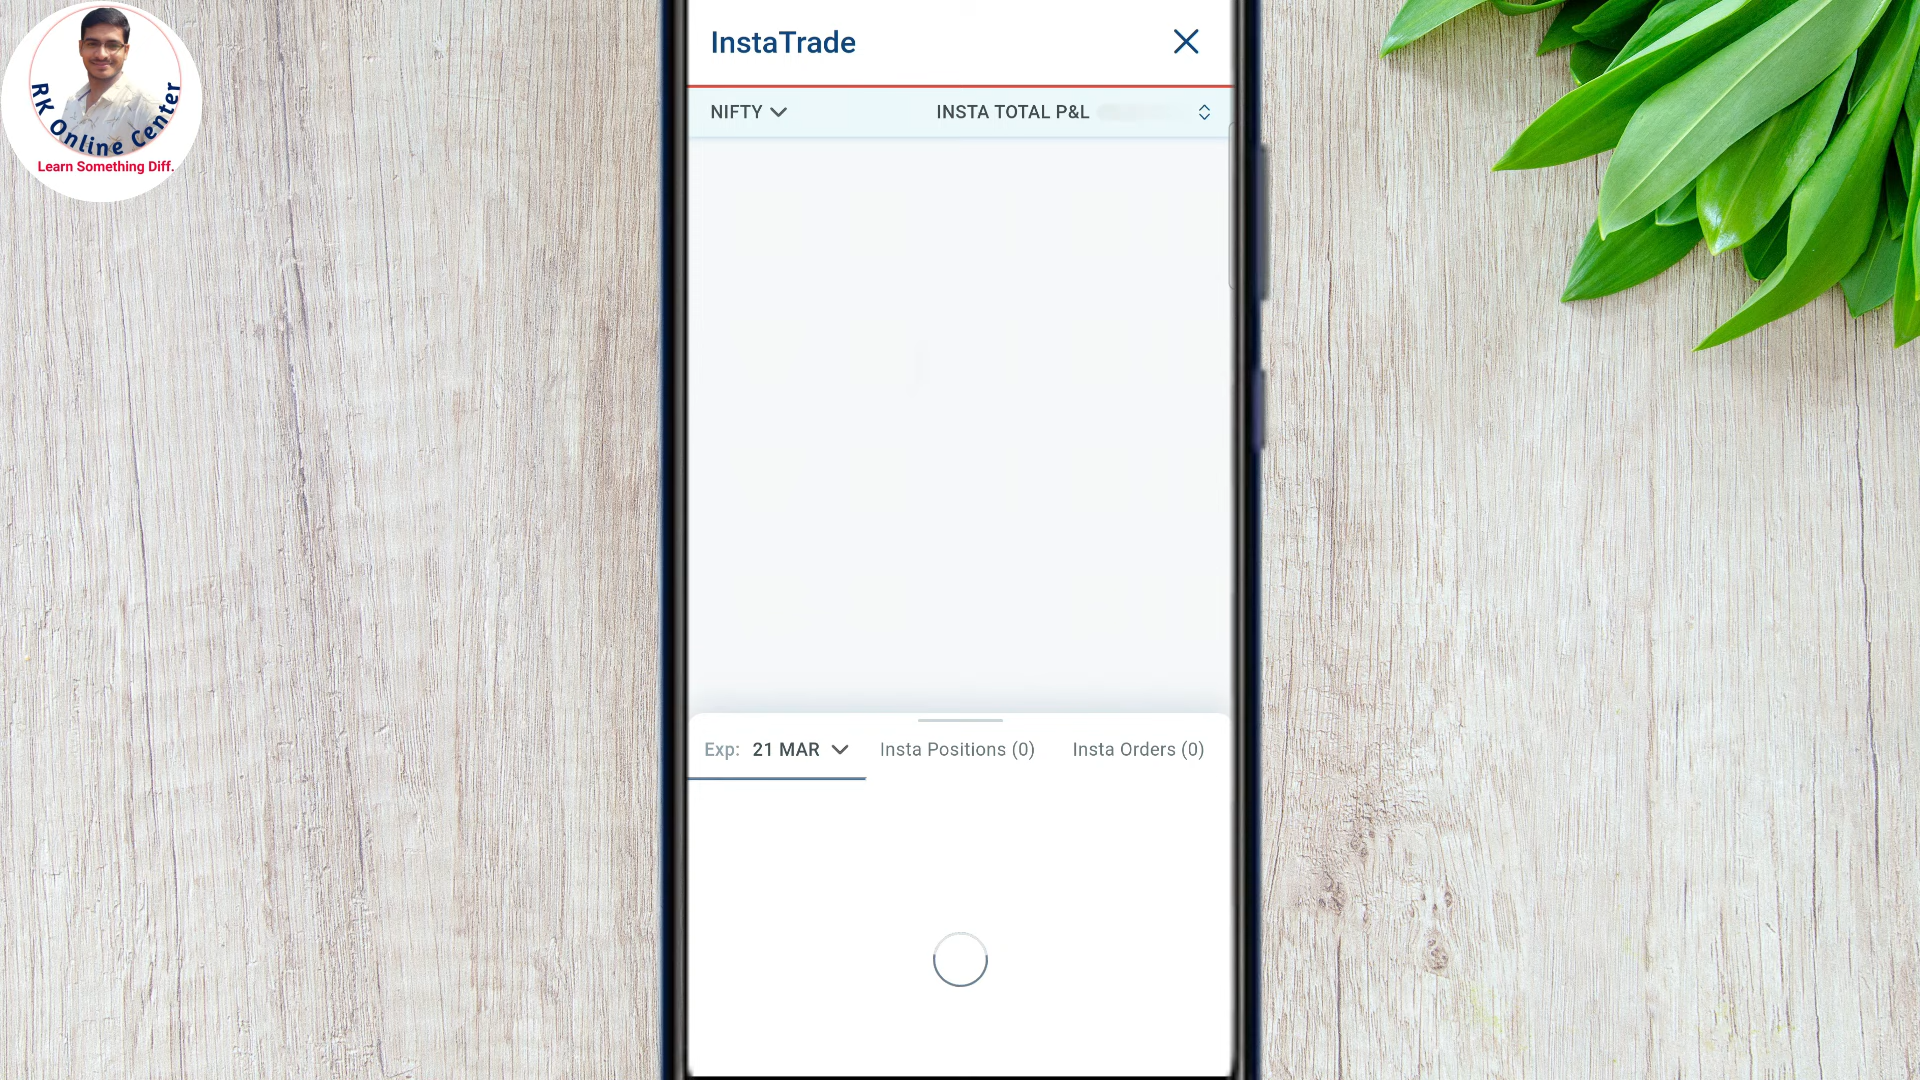 RK Online Center
Learn Something Diff.
InstaTrade
NIFTY INSTA TOTAL P&L
Exp: 21 MAR Insta Positions (0) Insta Orders (0)